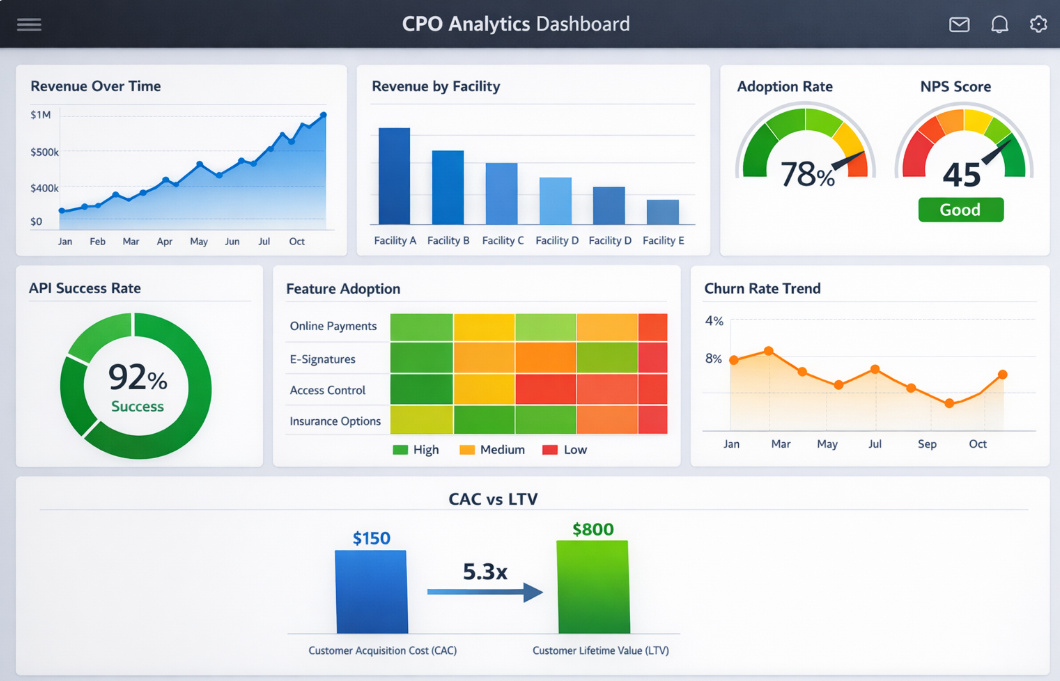 CPO Analytics Dashboard
Revenue Over Time
$1M
$500k
$400k
$0
Jan Feb Mar Apr May Jun Jul Oct
Revenue by Facility
Facility A Facility B Facility C Facility D Facility D Facility E
Adoption Rate
78%
NPS Score
45
Good
API Success Rate
92%
Success
Feature Adoption
Online Payments
E-Signatures
Access Control
Insurance Options
High Medium Low
Churn Rate Trend
4%
8%
Jan Mar May Jul Sep Oct
CAC vs LTV
$150
5.3x
$800
Customer Acquisition Cost (CAC)
Customer Lifetime Value (LTV)